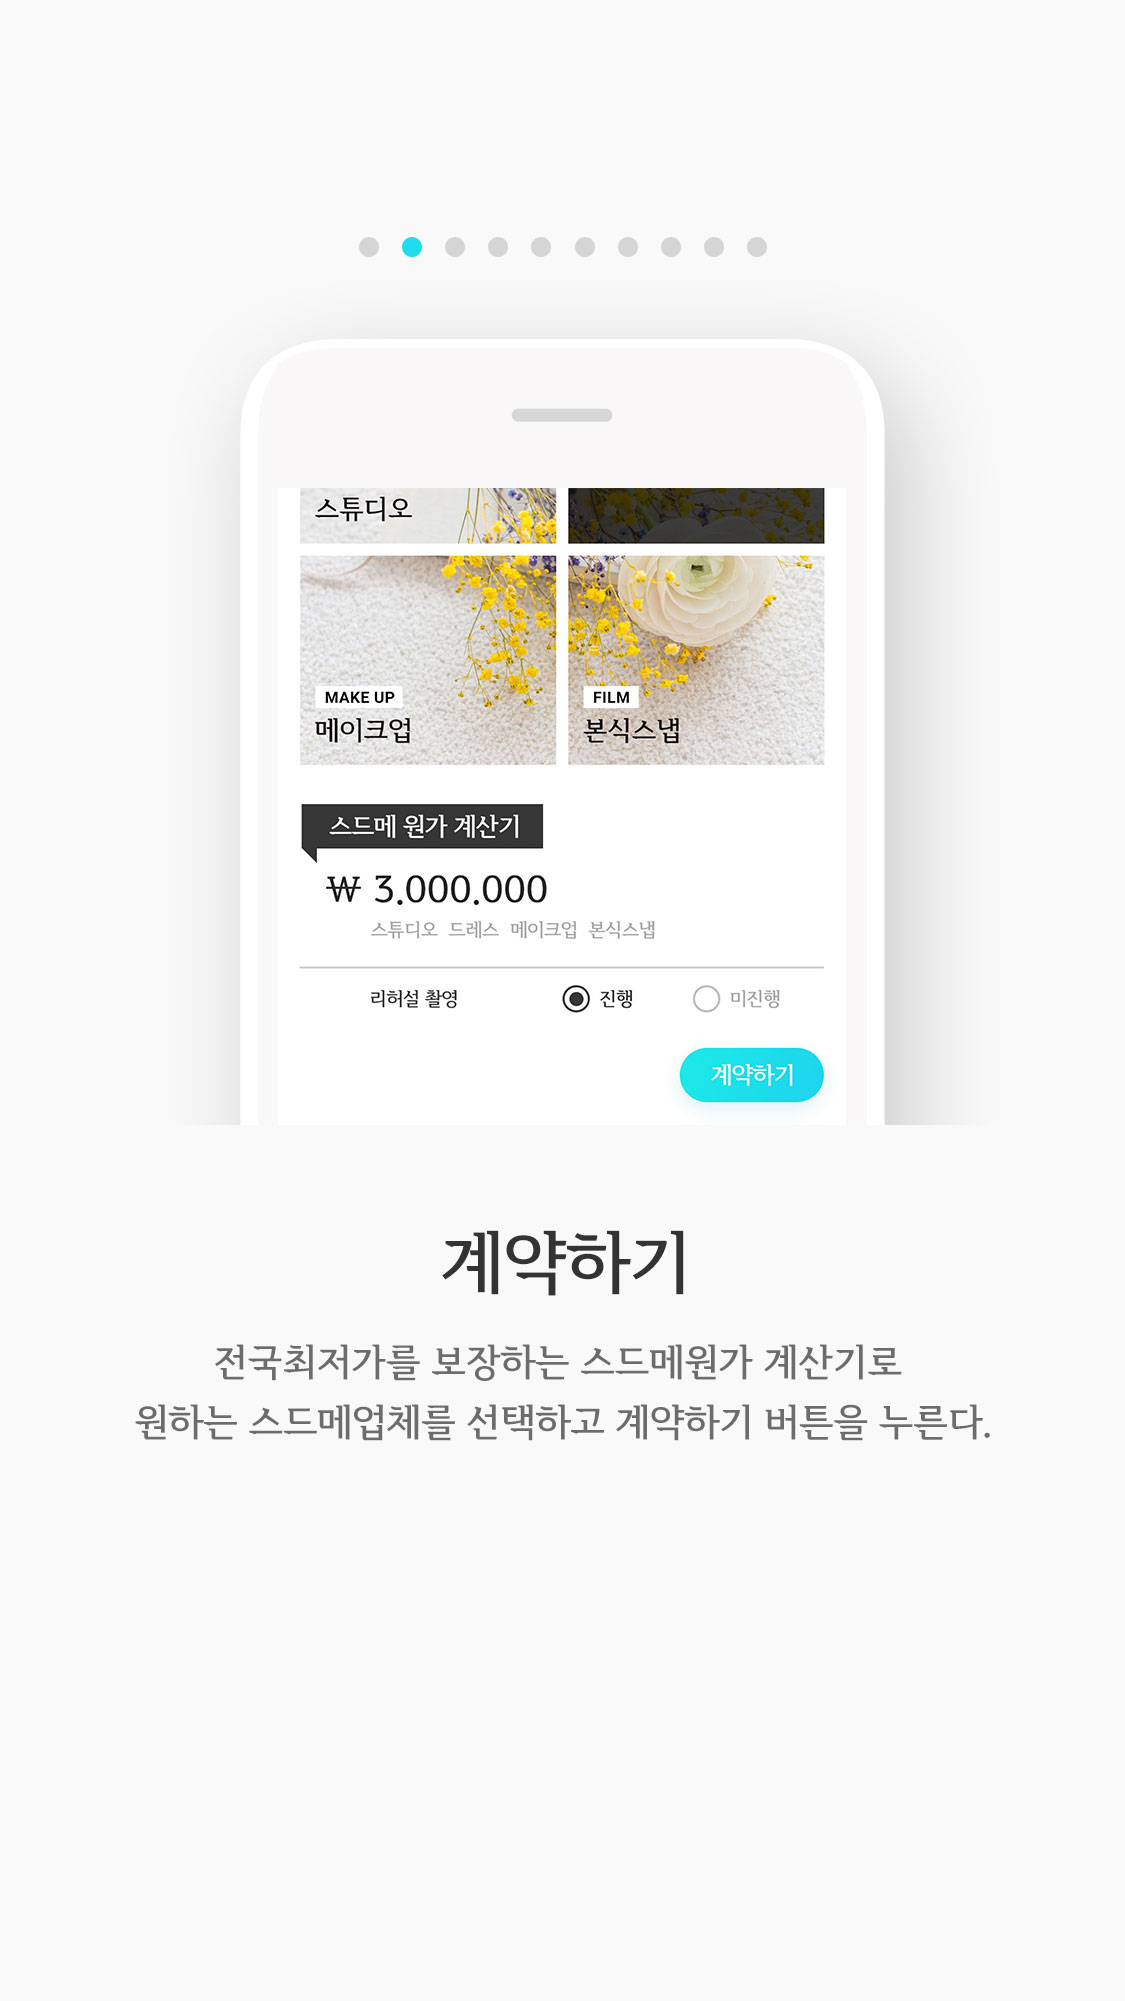 스튜디오
MAKE UP
메이크업
FILM
본식스냅
스드메 원가 계산기
₩ 3.000.000
스튜디오 드레스 메이크업 본식스냅
리허설 촬영 진행 미진행
계약하기
계약하기
전국최저가를 보장하는 스드메원가 계산기로
원하는 스드메업체를 선택하고 계약하기 버튼을 누른다.